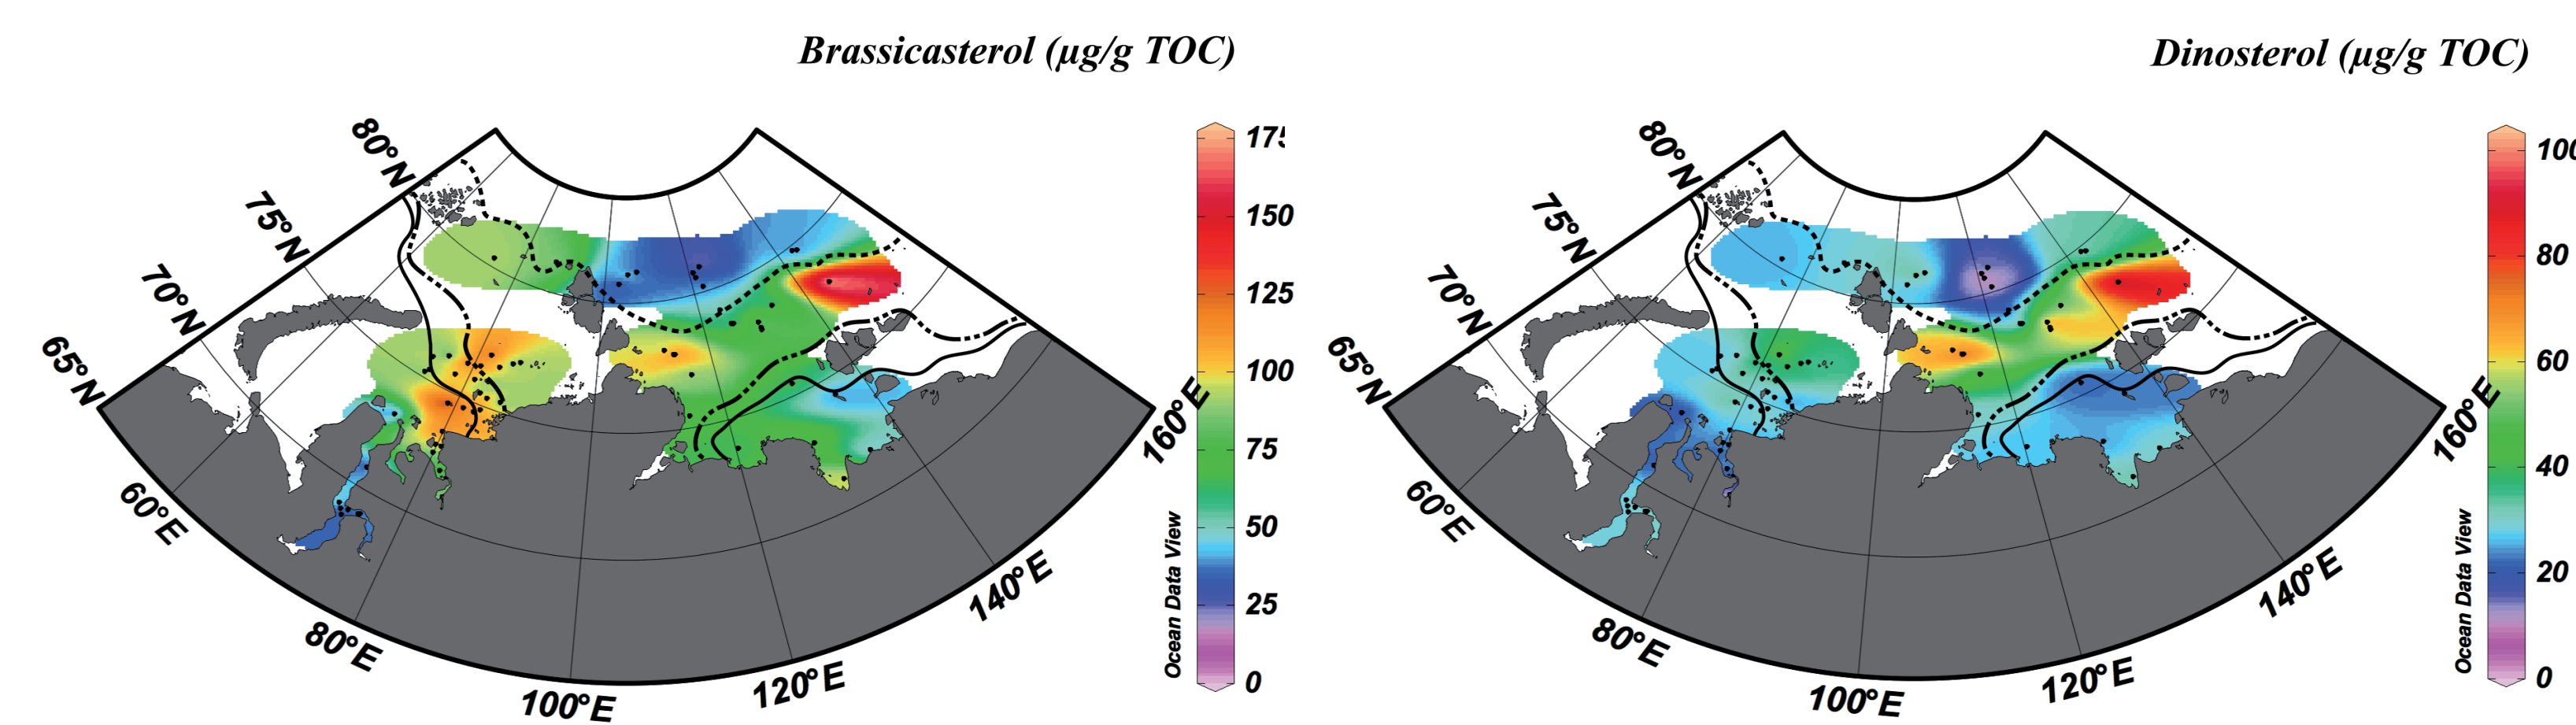 Brassicasterol (μg/g TOC)
80°N
75°N
70°N
65°N
60°E
80°E
100°E
120°E
140°E
160°E
175
150
125
100
75
50
25
0
Ocean Data View
Dinosterol (μg/g TOC)
80°N
75°N
70°N
65°N
60°E
80°E
100°E
120°E
140°E
160°E
100
80
60
40
20
0
Ocean Data View